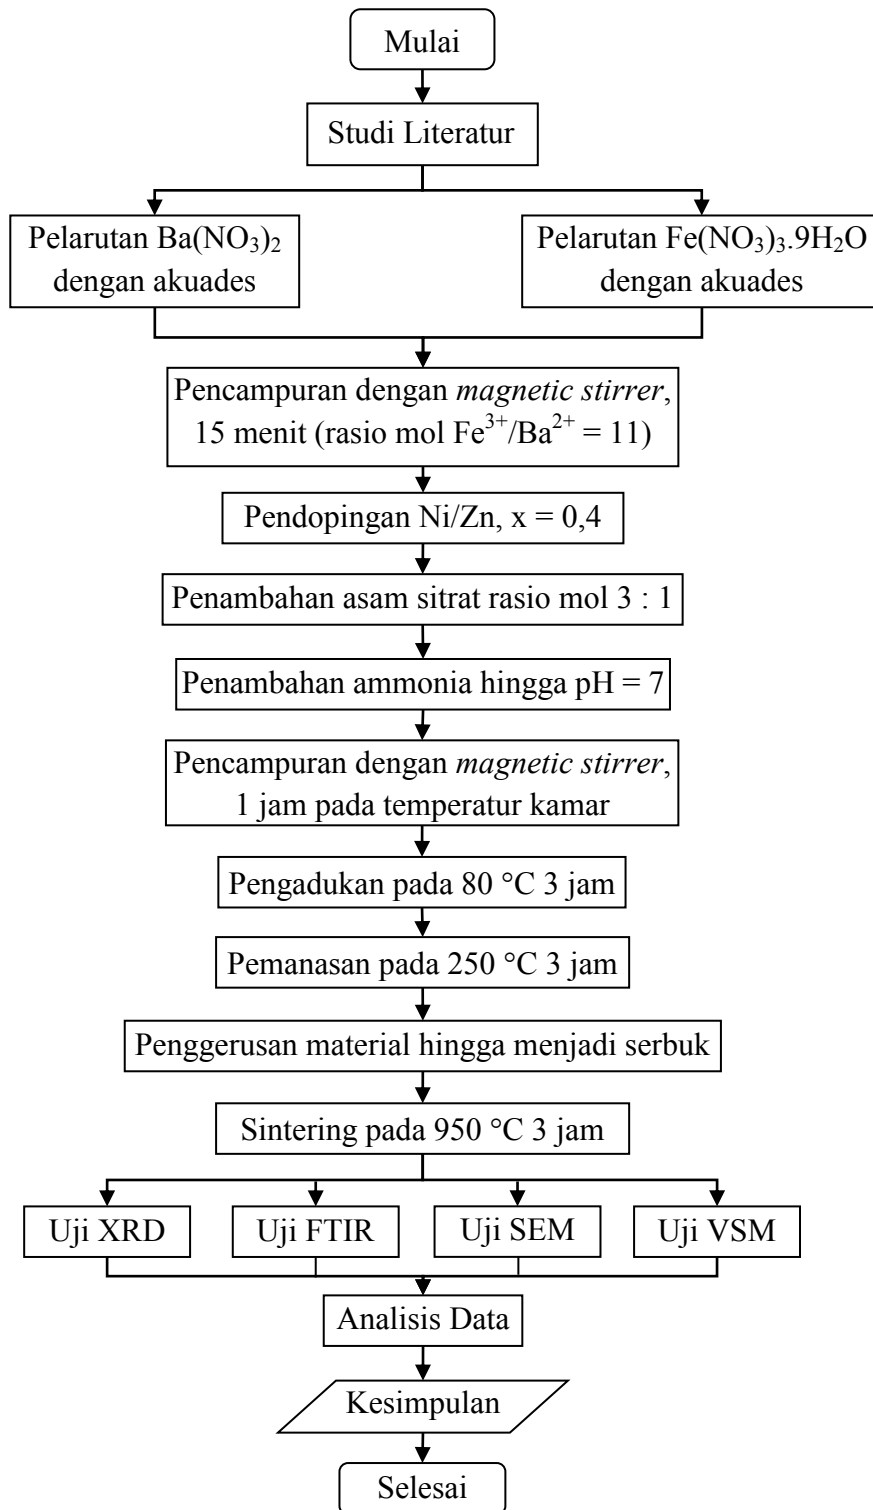 Mulai
Studi Literatur
Pelarutan Ba(NO₃)₂
dengan akuades
Pelarutan Fe(NO₃)₃.9H₂O
dengan akuades
Pencampuran dengan magnetic stirrer,
15 menit (rasio mol Fe³⁺/Ba²⁺ = 11)
Pendopingan Ni/Zn, x = 0,4
Penambahan asam sitrat rasio mol 3 : 1
Penambahan ammonia hingga pH = 7
Pencampuran dengan magnetic stirrer,
1 jam pada temperatur kamar
Pengadukan pada 80 °C 3 jam
Pemanasan pada 250 °C 3 jam
Penggerusan material hingga menjadi serbuk
Sintering pada 950 °C 3 jam
Uji XRD
Uji FTIR
Uji SEM
Uji VSM
Analisis Data
Kesimpulan
Selesai